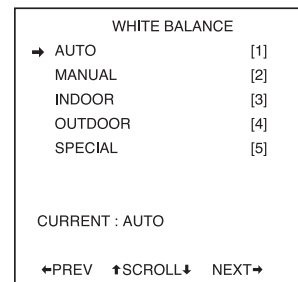 WHITE BALANCE
➡ AUTO [1]
MANUAL [2]
INDOOR [3]
OUTDOOR [4]
SPECIAL [5]
CURRENT : AUTO
⬅PREV ⬆SCROLL⬇ NEXT➡